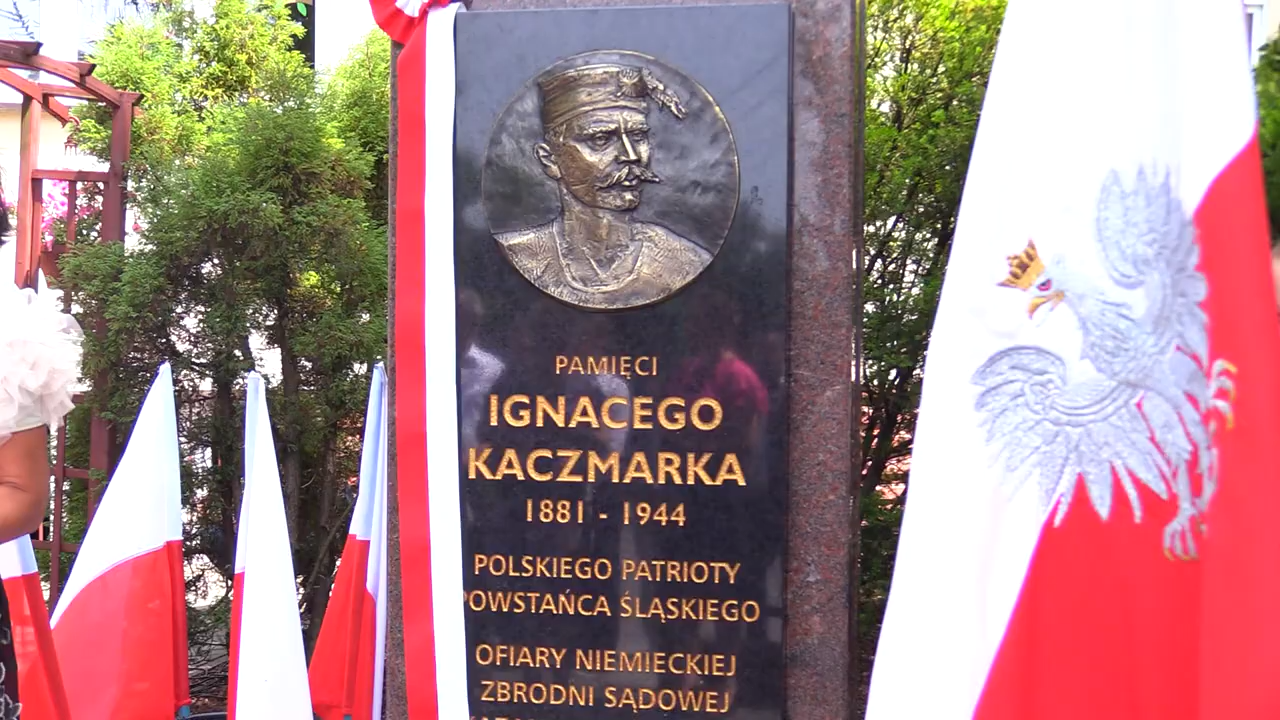 PAMIĘCI
IGNACEGO
KACZMARKA
1881 - 1944
POLSKIEGO PATRIOTY
POWSTAŃCA ŚLĄSKIEGO
OFIARY NIEMIECKIEJ
ZBRODNI SĄDOWEJ